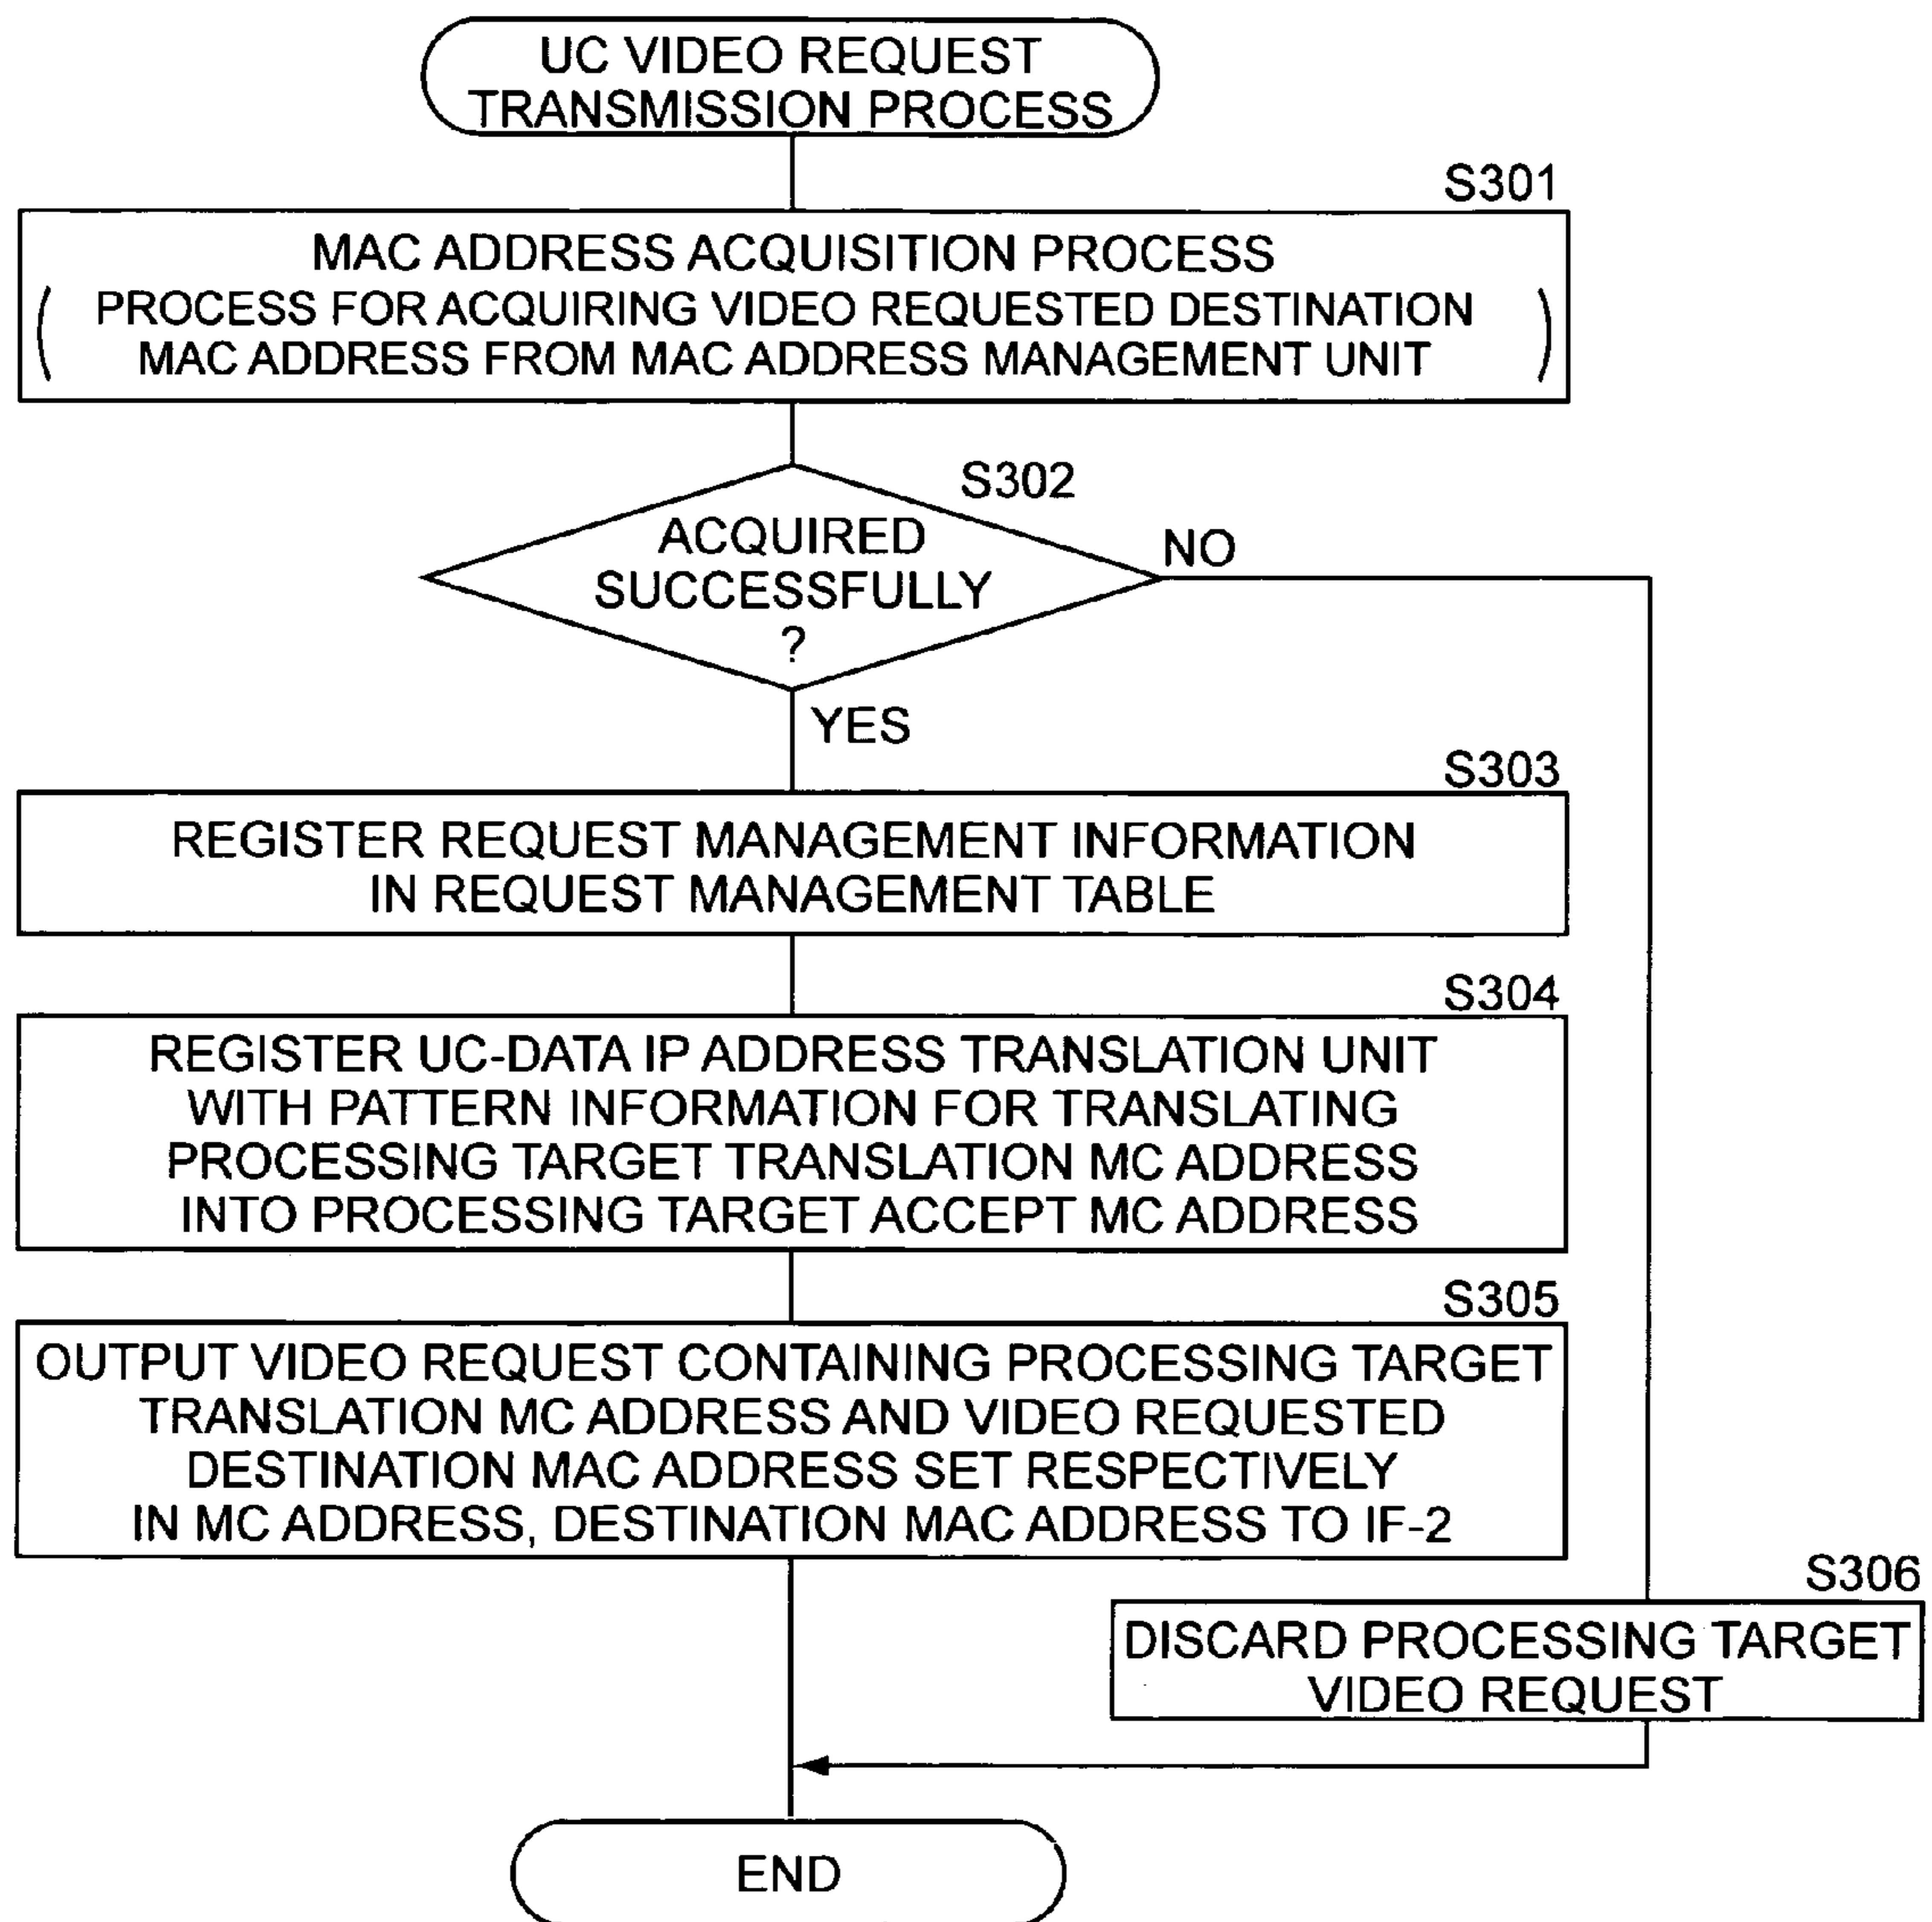 UC VIDEO REQUEST
TRANSMISSION PROCESS
S301
MAC ADDRESS ACQUISITION PROCESS
( PROCESS FOR ACQUIRING VIDEO REQUESTED DESTINATION
MAC ADDRESS FROM MAC ADDRESS MANAGEMENT UNIT )
S302
ACQUIRED
SUCCESSFULLY
?
NO
YES
S303
REGISTER REQUEST MANAGEMENT INFORMATION
IN REQUEST MANAGEMENT TABLE
S304
REGISTER UC-DATA IP ADDRESS TRANSLATION UNIT
WITH PATTERN INFORMATION FOR TRANSLATING
PROCESSING TARGET TRANSLATION MC ADDRESS
INTO PROCESSING TARGET ACCEPT MC ADDRESS
S305
OUTPUT VIDEO REQUEST CONTAINING PROCESSING TARGET
TRANSLATION MC ADDRESS AND VIDEO REQUESTED
DESTINATION MAC ADDRESS SET RESPECTIVELY
IN MC ADDRESS, DESTINATION MAC ADDRESS TO IF-2
S306
DISCARD PROCESSING TARGET
VIDEO REQUEST
END